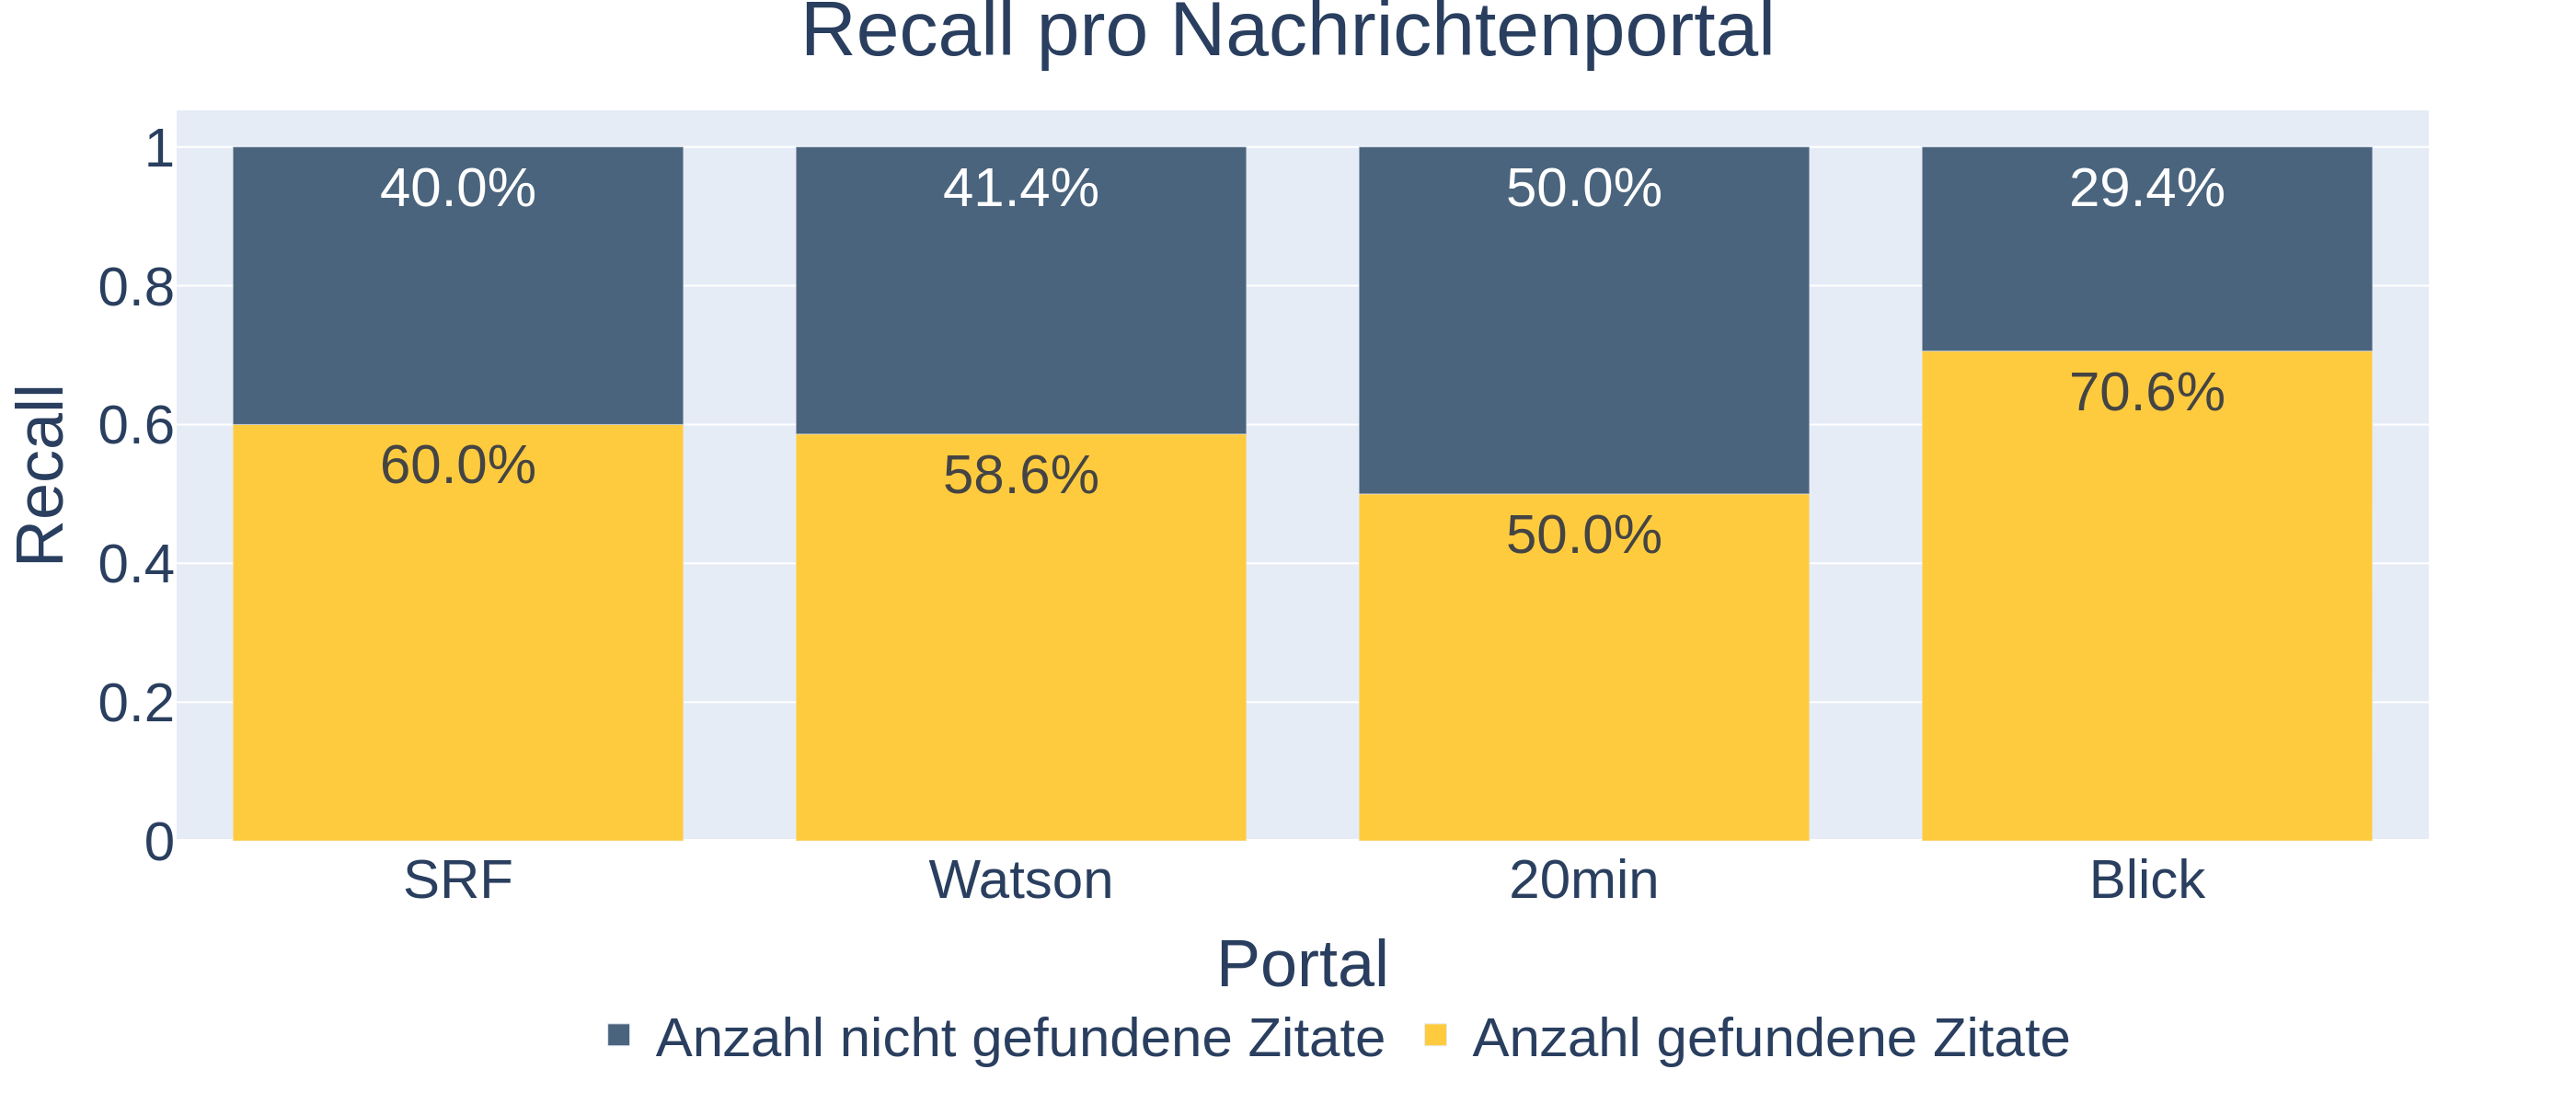 Recall pro Nachrichtenportal
1
0.8
0.6
0.4
0.2
0
Recall
40.0%
41.4%
50.0%
29.4%
60.0%
58.6%
50.0%
70.6%
SRF
Watson
20min
Blick
Portal
Anzahl nicht gefundene Zitate
Anzahl gefundene Zitate